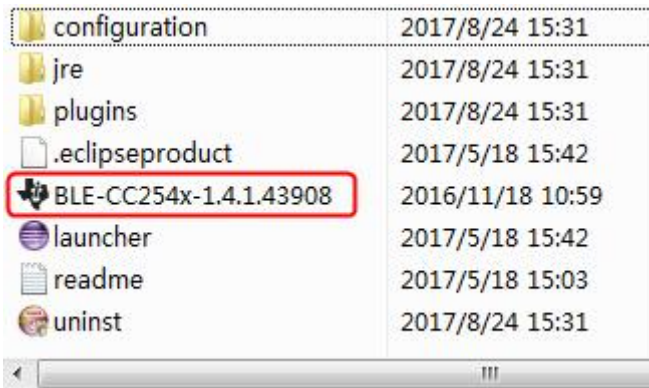 configuration 2017/8/24 15:31
jre 2017/8/24 15:31
plugins 2017/8/24 15:31
.eclipseproduct 2017/5/18 15:42
BLE-CC254x-1.4.1.43908 2016/11/18 10:59
launcher 2017/5/18 15:42
readme 2017/5/18 15:03
uninst 2017/8/24 15:31